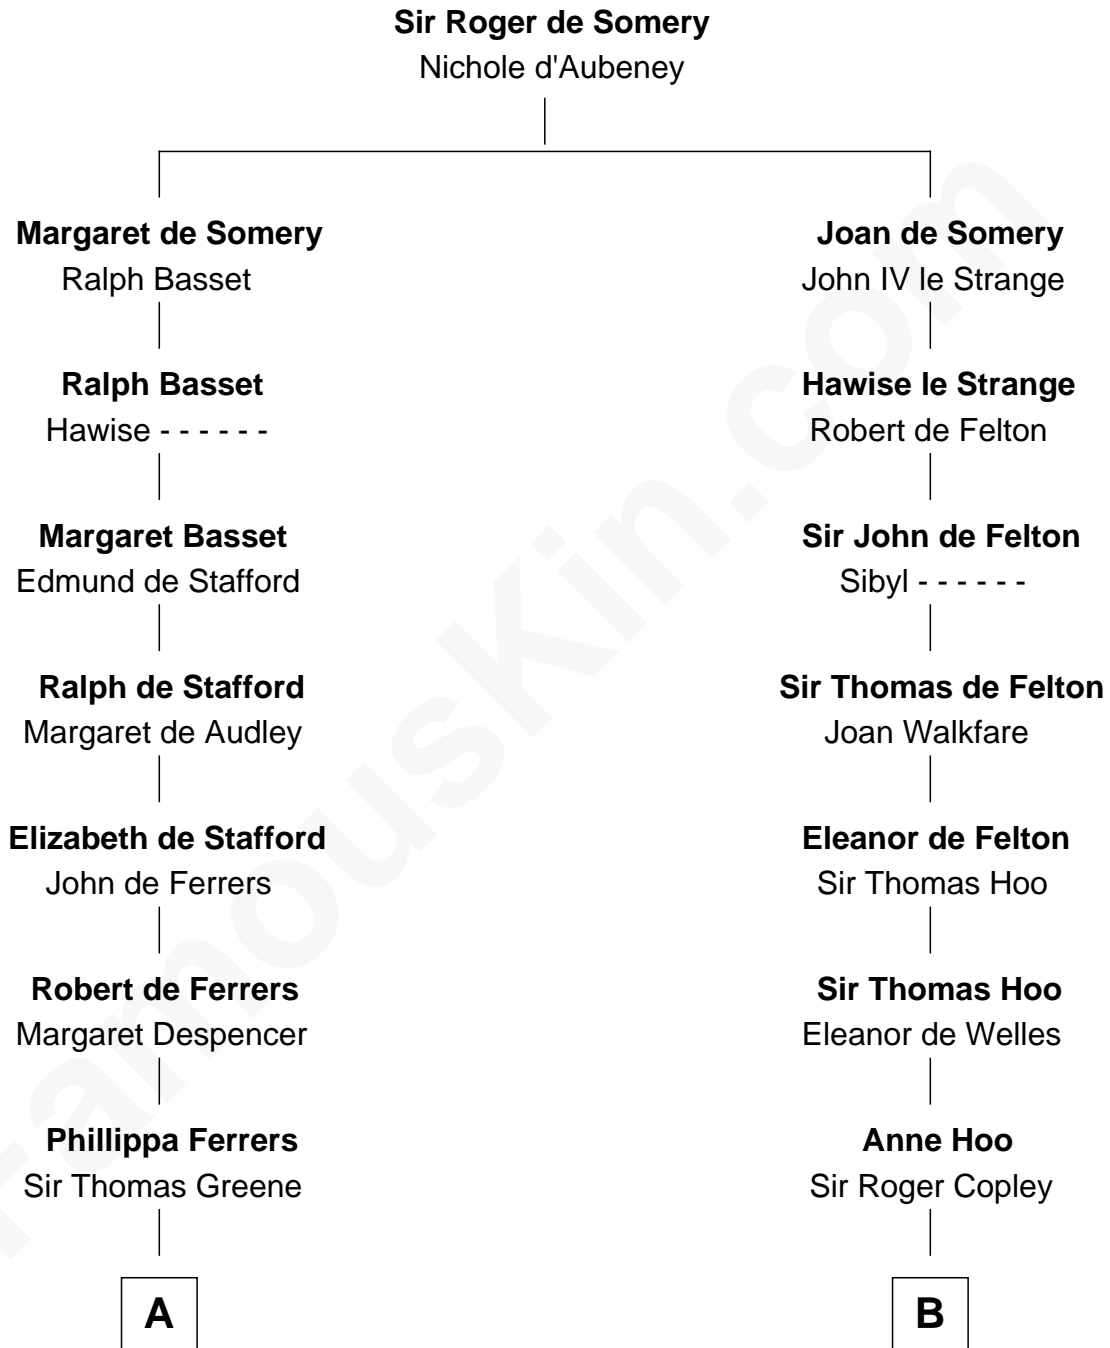 Sir Roger de Somery
Nichole d'Aubeney
Margaret de Somery
Ralph Basset
Ralph Basset
Hawise - - - - - -
Margaret Basset
Edmund de Stafford
Ralph de Stafford
Margaret de Audley
Elizabeth de Stafford
John de Ferrers
Robert de Ferrers
Margaret Despencer
Phillippa Ferrers
Sir Thomas Greene
A
Joan de Somery
John IV le Strange
Hawise le Strange
Robert de Felton
Sir John de Felton
Sibyl - - - - - -
Sir Thomas de Felton
Joan Walkfare
Eleanor de Felton
Sir Thomas Hoo
Sir Thomas Hoo
Eleanor de Welles
Anne Hoo
Sir Roger Copley
B
FamousKin.com